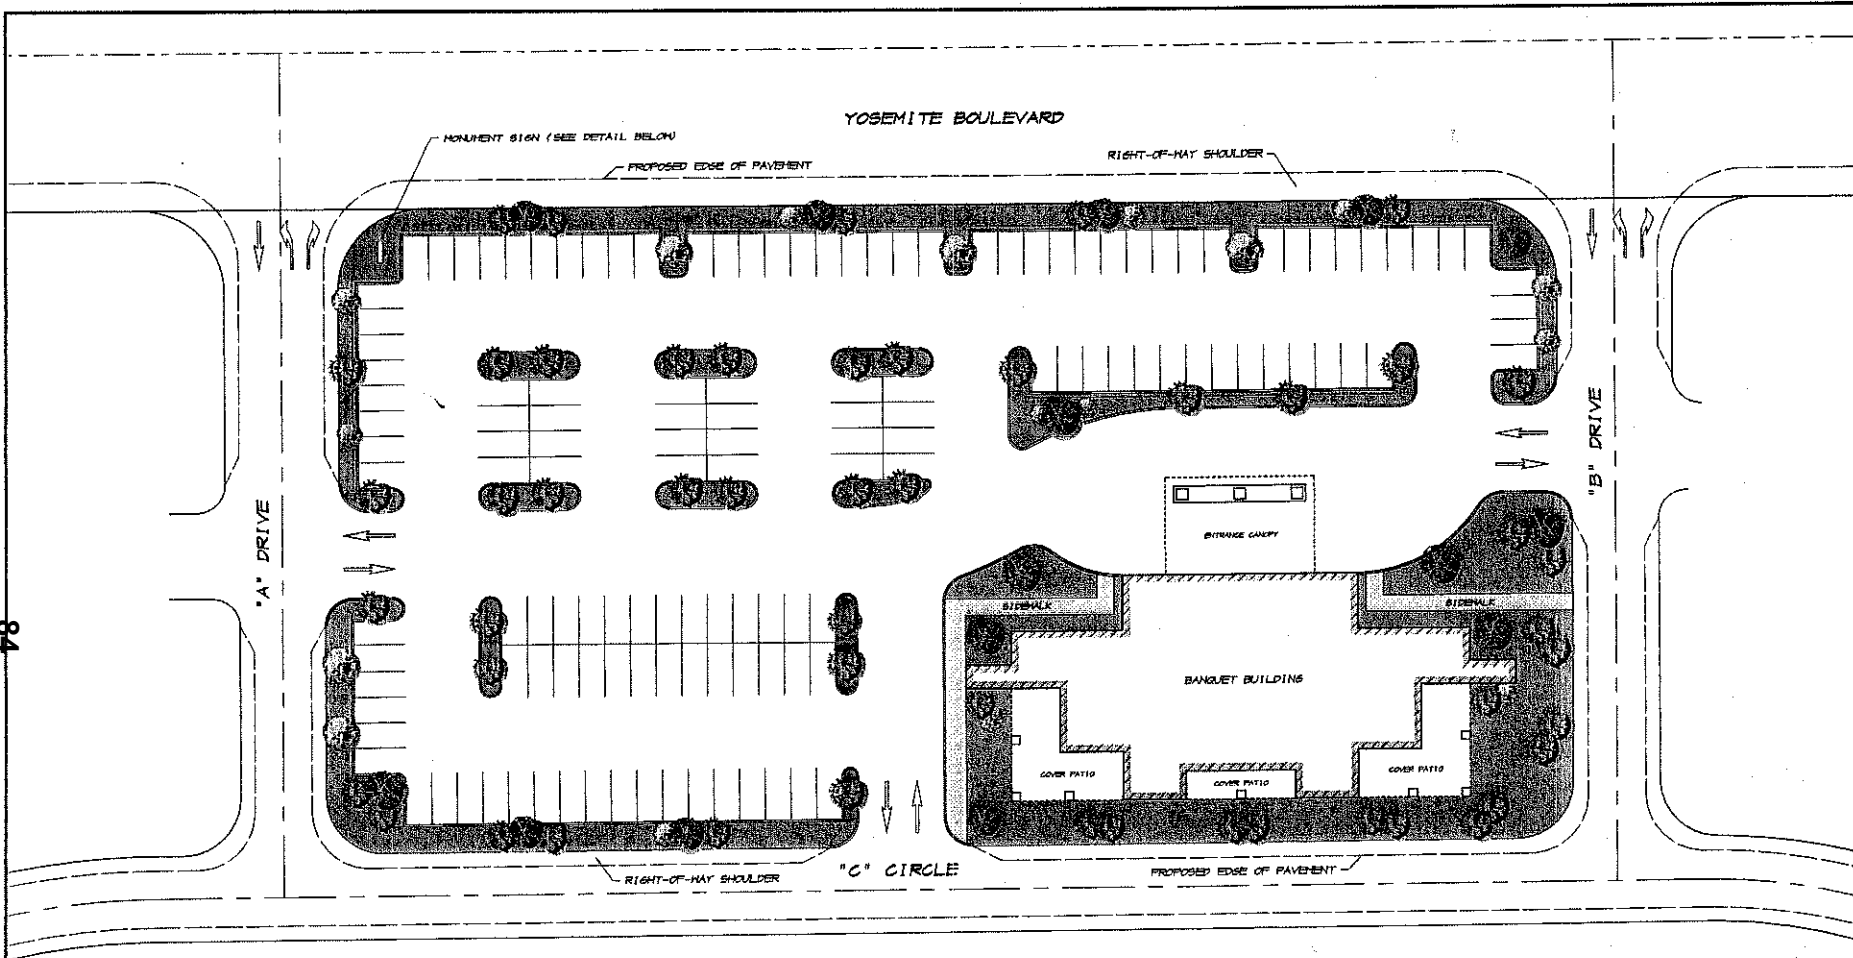 YOSEMITE BOULEVARD
MONUMENT SIGN (SEE DETAIL BELOW)
PROPOSED EDGE OF PAVEMENT
RIGHT-OF-WAY SHOULDER
"A" DRIVE
"B" DRIVE
ENTRANCE CANOPY
SIDEWALK
SIDEWALK
84
BANQUET BUILDING
COVER PATIO
COVER PATIO
COVER PATIO
RIGHT-OF-WAY SHOULDER
"C" CIRCLE
PROPOSED EDGE OF PAVEMENT